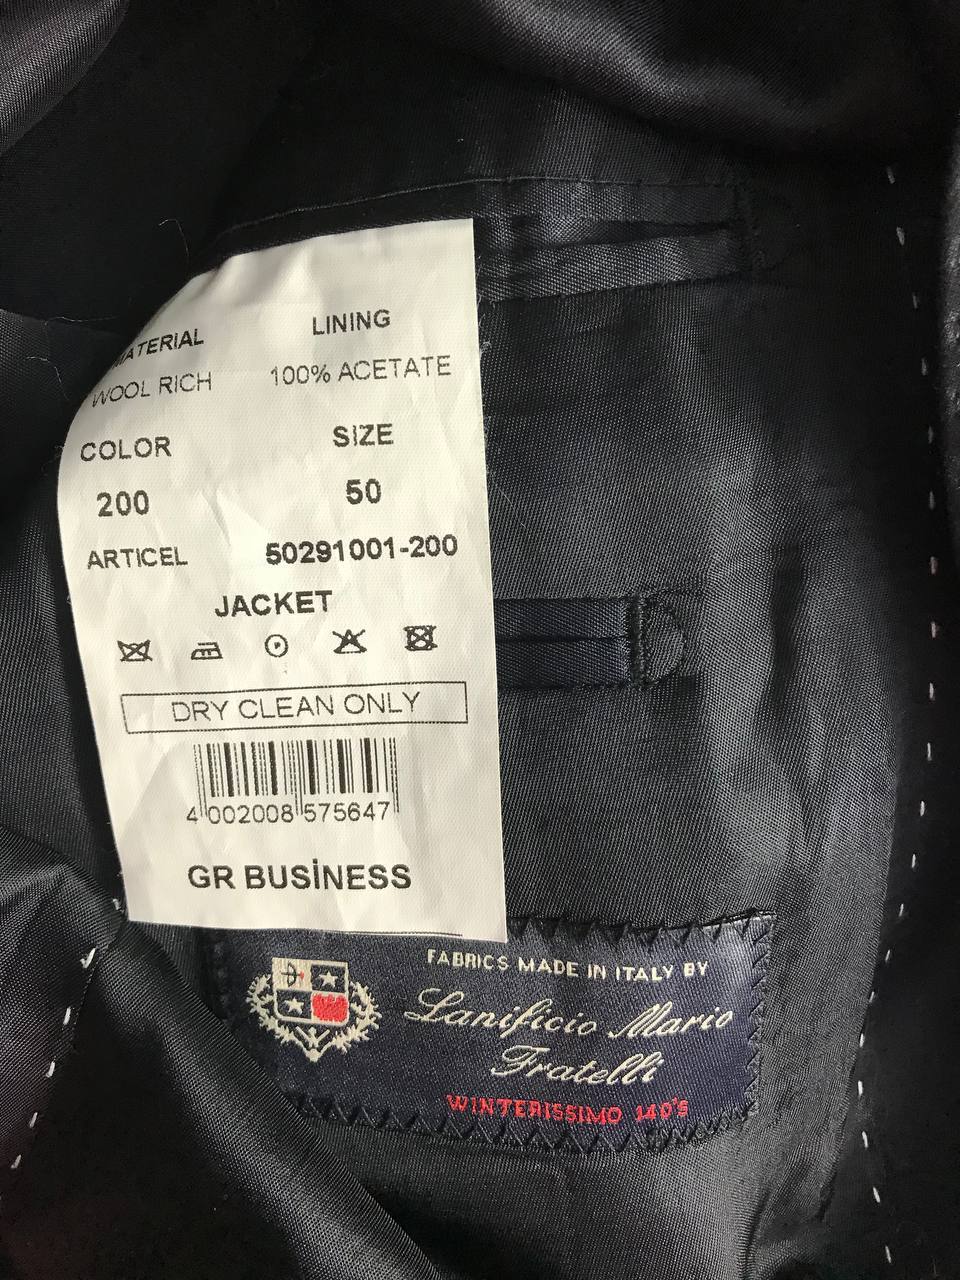 MATERIAL LINING
WOOL RICH 100% ACETATE
COLOR SIZE
200 50
ARTICEL 50291001-200
JACKET
DRY CLEAN ONLY
4 002008 575647
GR BUSİNESS
FABRICS MADE IN ITALY BY
Lanificio Mario
Fratelli
WINTERISSIMO 140'S